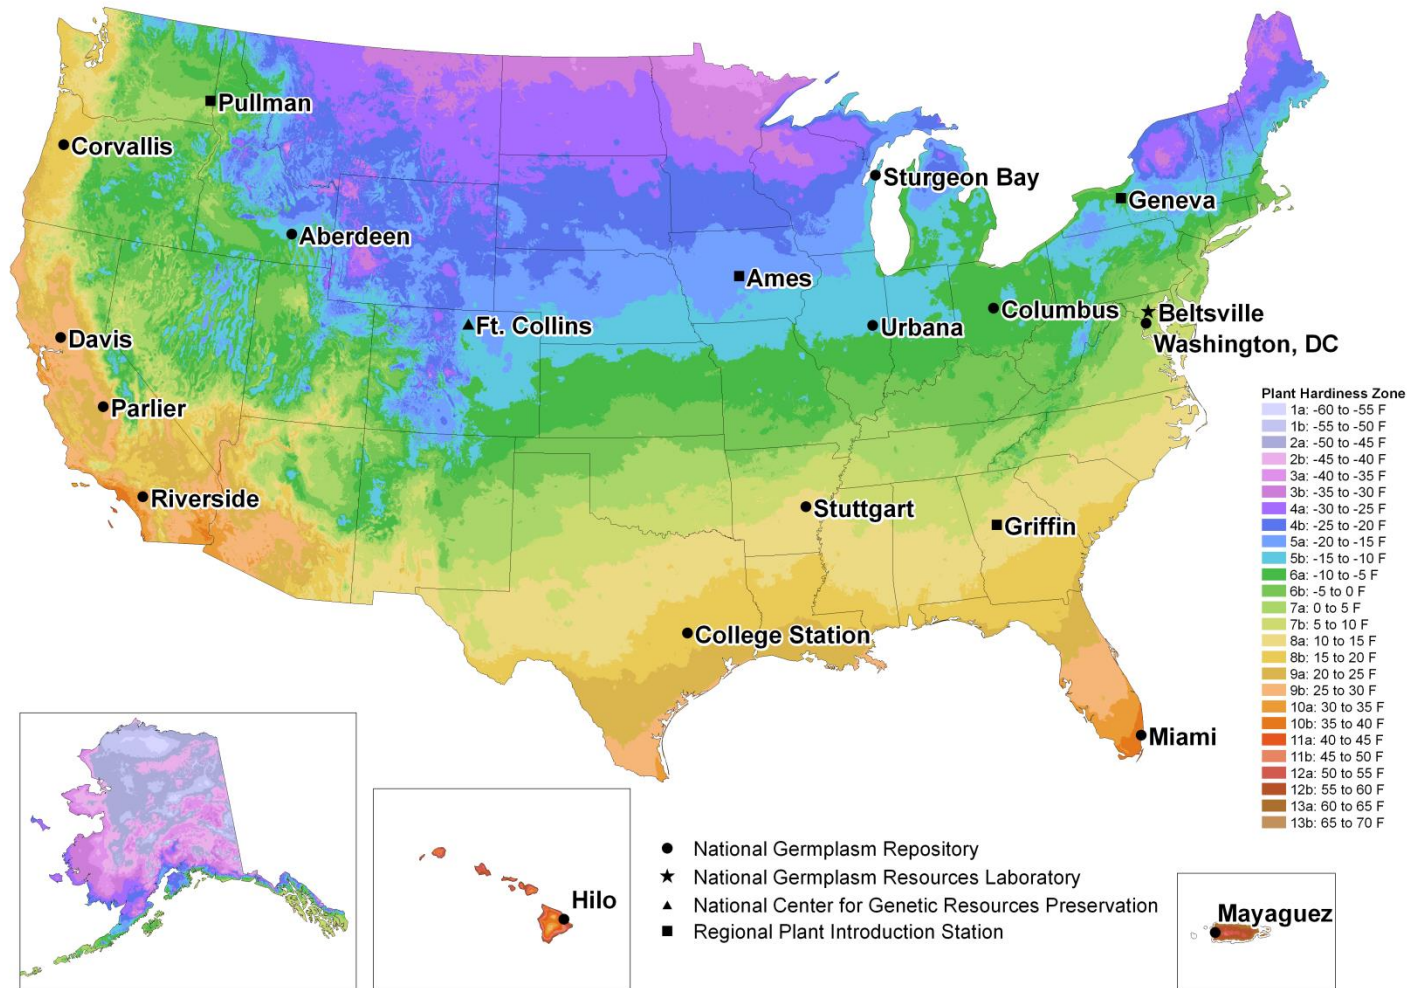 Pullman
Corvallis
Sturgeon Bay
Geneva
Aberdeen
Ames
Columbus
Beltsville
Ft. Collins
Urbana
Washington, DC
Davis
Parlier
Riverside
Stuttgart
Griffin
College Station
Miami
Plant Hardiness Zone
1a: -60 to -55 F
1b: -55 to -50 F
2a: -50 to -45 F
2b: -45 to -40 F
3a: -40 to -35 F
3b: -35 to -30 F
4a: -30 to -25 F
4b: -25 to -20 F
5a: -20 to -15 F
5b: -15 to -10 F
6a: -10 to -5 F
6b: -5 to 0 F
7a: 0 to 5 F
7b: 5 to 10 F
8a: 10 to 15 F
8b: 15 to 20 F
9a: 20 to 25 F
9b: 25 to 30 F
10a: 30 to 35 F
10b: 35 to 40 F
11a: 40 to 45 F
11b: 45 to 50 F
12a: 50 to 55 F
12b: 55 to 60 F
13a: 60 to 65 F
13b: 65 to 70 F
Hilo
National Germplasm Repository
National Germplasm Resources Laboratory
National Center for Genetic Resources Preservation
Regional Plant Introduction Station
Mayaguez